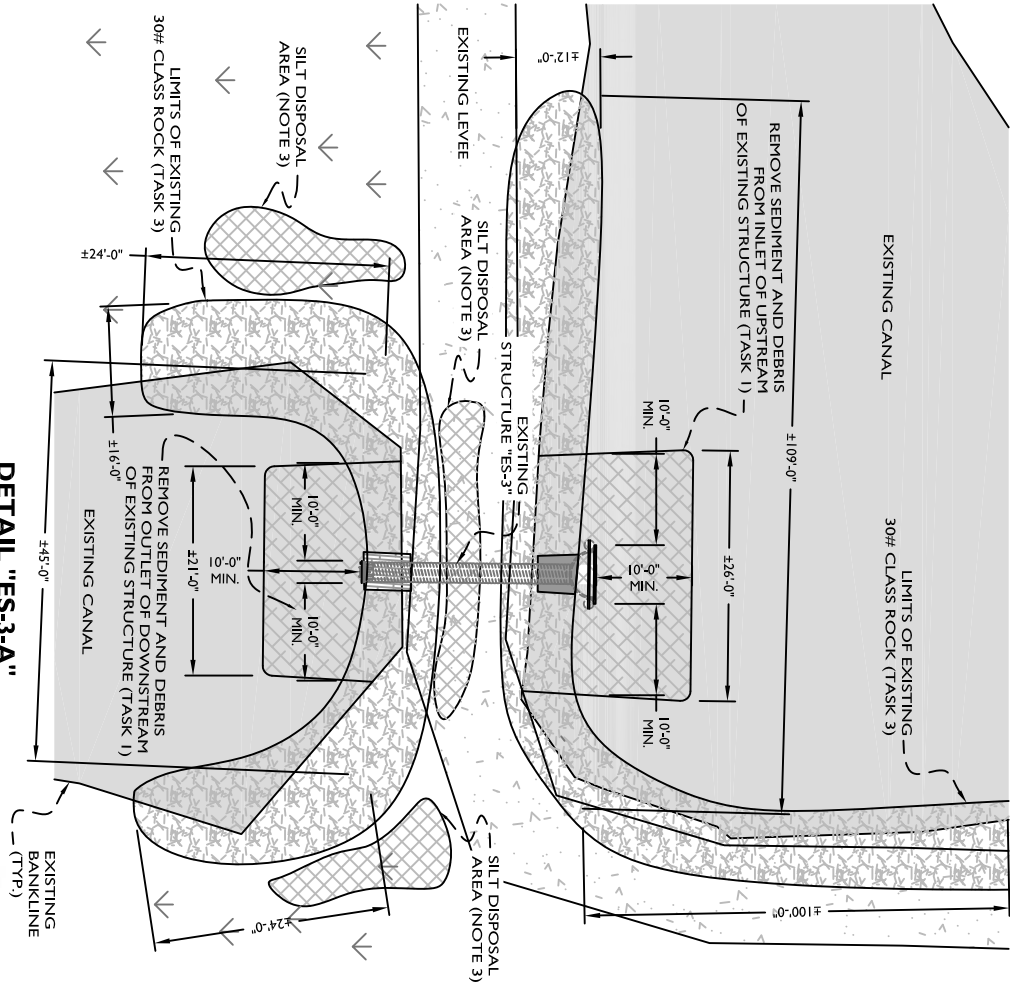 EXISTING CANAL
LIMITS OF EXISTING
30# CLASS ROCK (TASK 3)
REMOVE SEDIMENT AND DEBRIS
FROM INLET OF UPSTREAM
OF EXISTING STRUCTURE (TASK 1)
±109'-0"
±26'-0"
10'-0"
MIN.
10'-0"
MIN.
10'-0"
MIN.
±100'-0"
±12'-0"
EXISTING LEVEE
EXISTING
STRUCTURE "ES-3"
SILT DISPOSAL
AREA (NOTE 3)
SILT DISPOSAL
AREA (NOTE 3)
SILT DISPOSAL
AREA (NOTE 3)
LIMITS OF EXISTING
30# CLASS ROCK (TASK 3)
±24'-0"
±16'-0"
±45'-0"
10'-0"
MIN.
10'-0"
MIN.
10'-0"
MIN.
±21'-0"
±24'-0"
REMOVE SEDIMENT AND DEBRIS
FROM OUTLET OF DOWNSTREAM
OF EXISTING STRUCTURE (TASK 1)
EXISTING CANAL
EXISTING
BANKLINE
(TYP.)
DETAIL "ES-3-A"